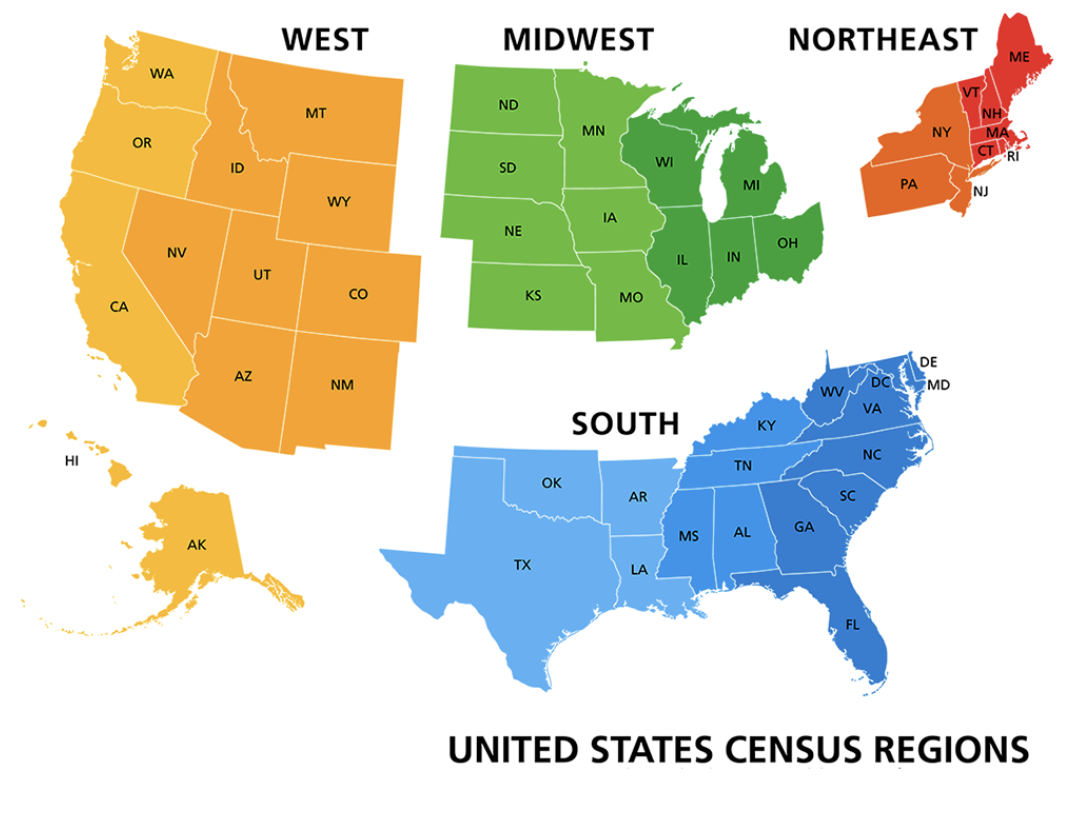 WEST
MIDWEST
NORTHEAST
WA
OR
CA
NV
ID
MT
WY
UT
CO
AZ
NM
HI
AK
ND
SD
NE
KS
MN
IA
MO
WI
IL
MI
IN
OH
ME
VT
NH
NY
MA
CT
RI
PA
NJ
SOUTH
DE
MD
WV
DC
VA
KY
NC
TN
SC
OK
AR
MS
AL
GA
TX
LA
FL
UNITED STATES CENSUS REGIONS